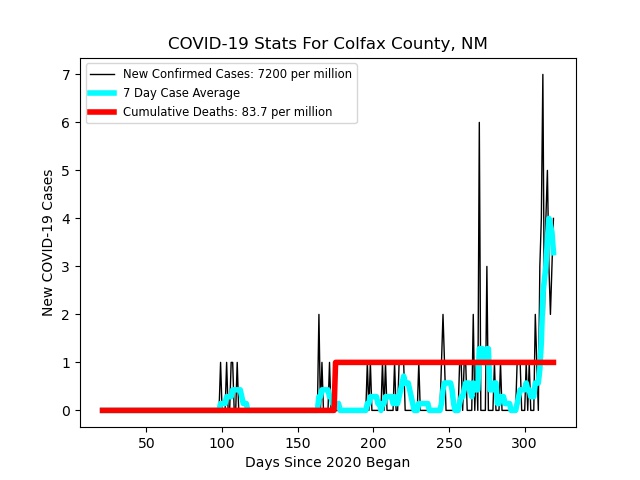 COVID-19 Stats For Colfax County, NM
New Confirmed Cases: 7200 per million
7 Day Case Average
Cumulative Deaths: 83.7 per million
New COVID-19 Cases
7
6
5
4
3
2
1
0
50 100 150 200 250 300
Days Since 2020 Began